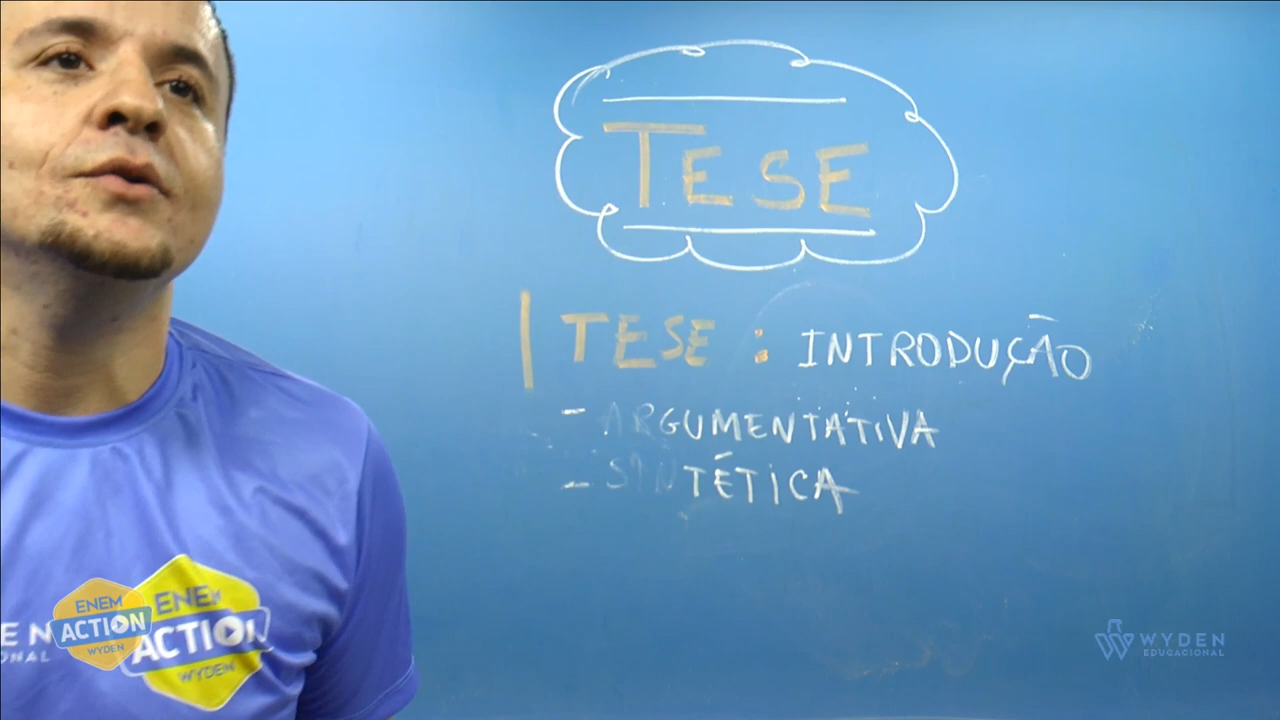 TESE
TESE : INTRODUÇÃO
- ARGUMENTATIVA
- SINTÉTICA
ENEM
ACTION
WYDEN
ENEM
ACTION
WYDEN
WYDEN
EDUCACIONAL